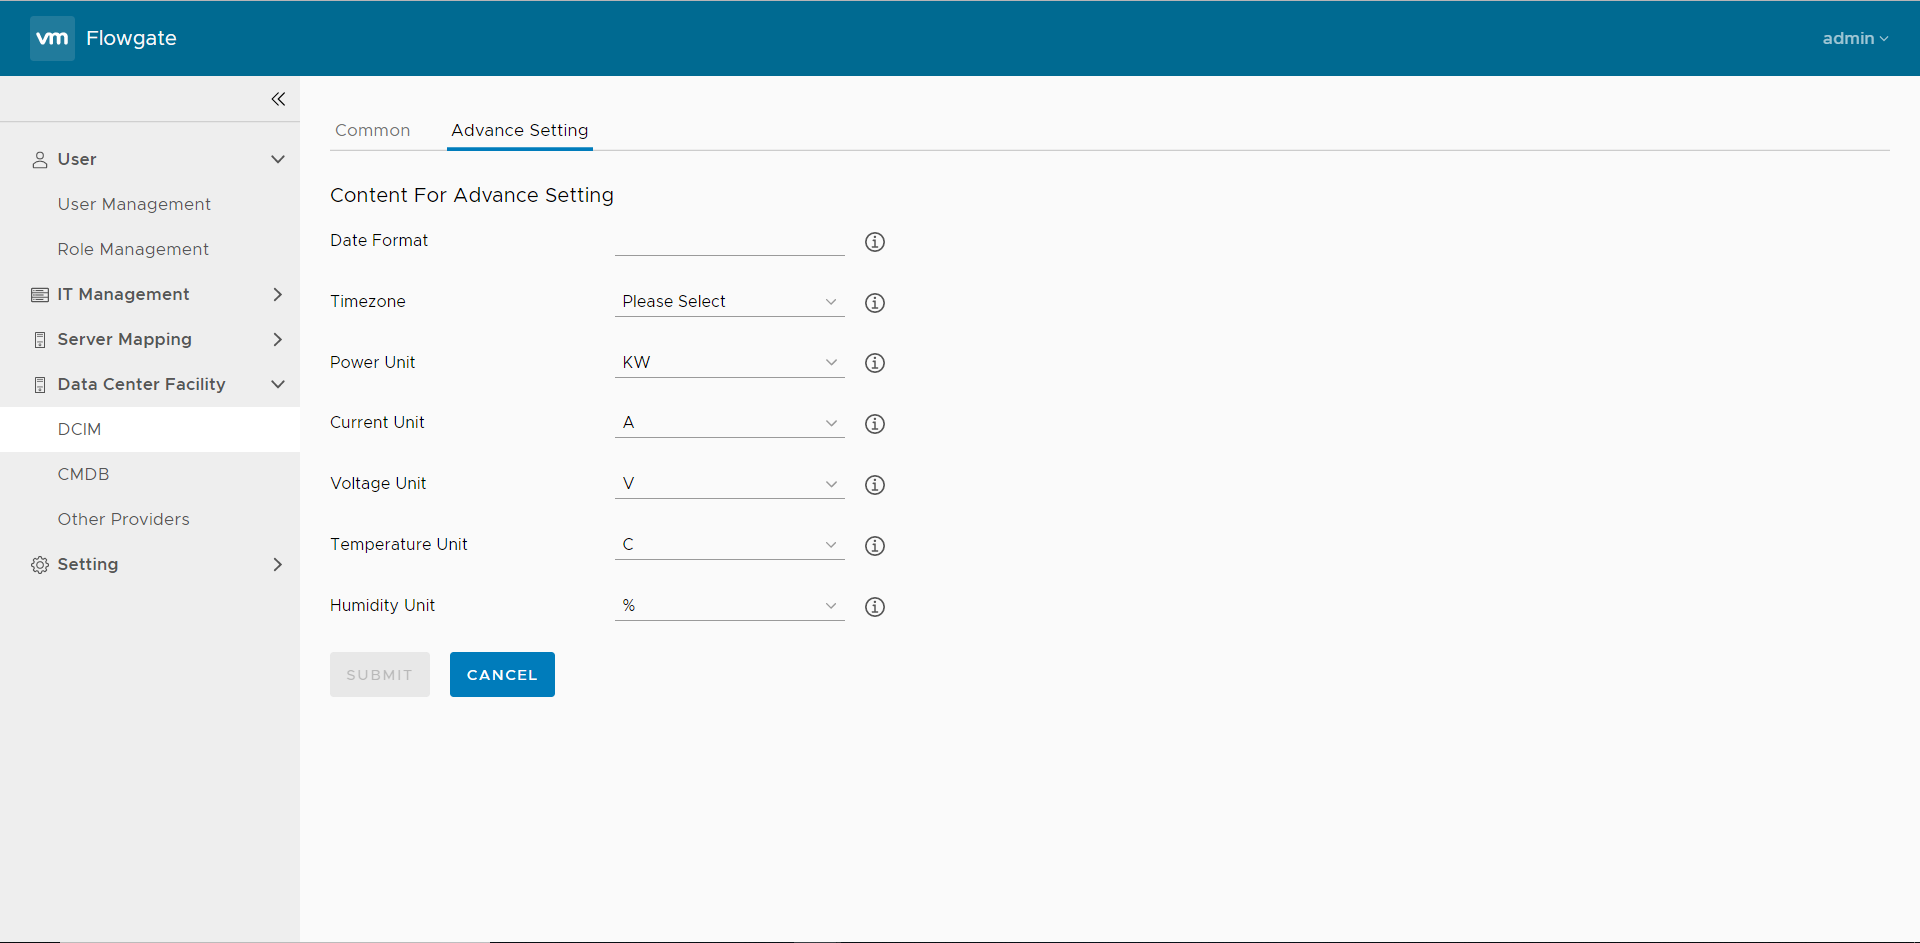 vm Flowgate
admin
User
User Management
Role Management
IT Management
Server Mapping
Data Center Facility
DCIM
CMDB
Other Providers
Setting
Common Advance Setting
Content For Advance Setting
Date Format
Timezone Please Select
Power Unit KW
Current Unit A
Voltage Unit V
Temperature Unit C
Humidity Unit %
SUBMIT CANCEL